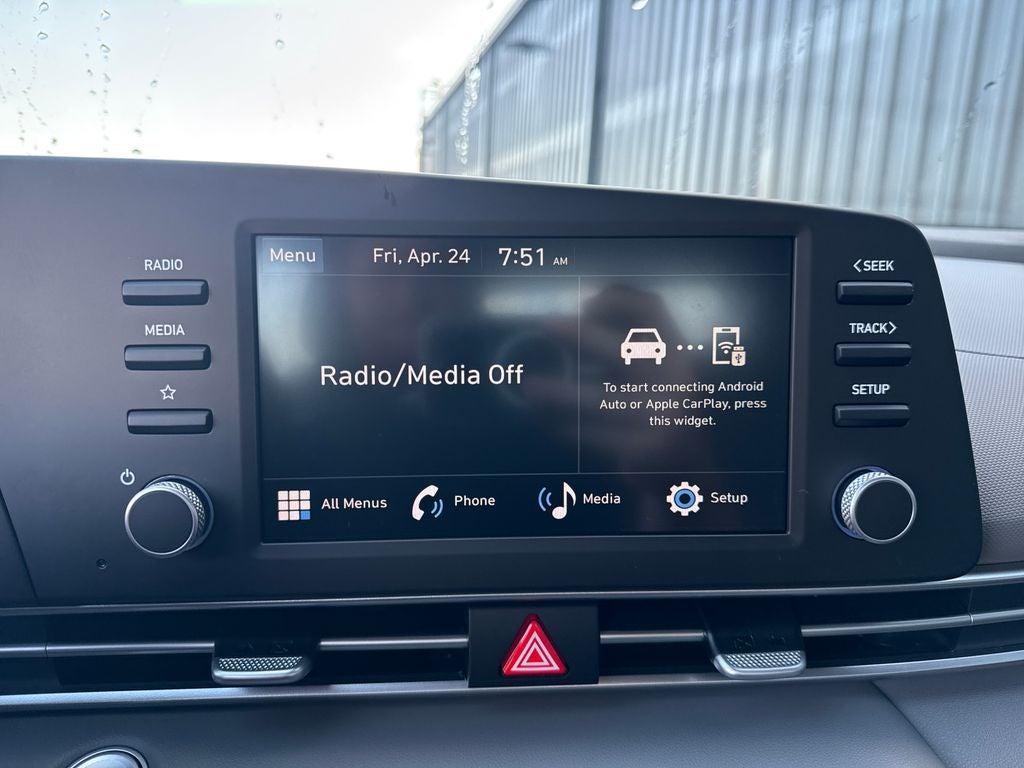 Menu Fri, Apr. 24 7:51 AM
RADIO
MEDIA
Radio/Media Off
To start connecting Android
Auto or Apple CarPlay, press
this widget.
<SEEK
TRACK>
SETUP
All Menus Phone Media Setup